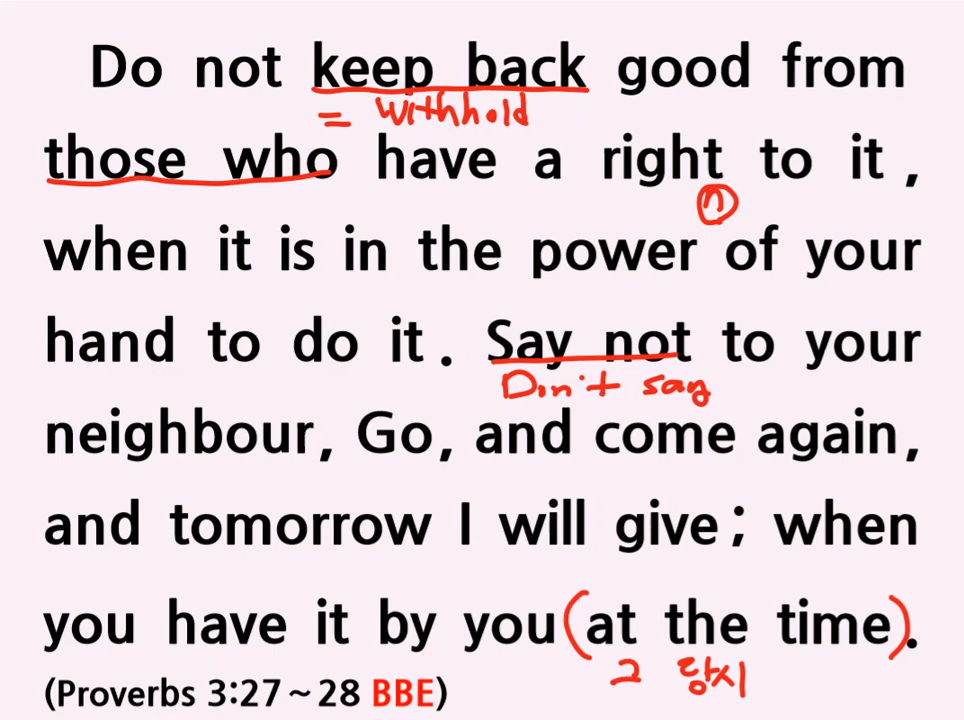 Do not keep back good from
= withhold
those who have a right to it,
n
when it is in the power of your
hand to do it. Say not to your
Don't say
neighbour, Go, and come again,
and tomorrow I will give; when
you have it by you (at the time).
그 당시
(Proverbs 3:27~28 BBE)